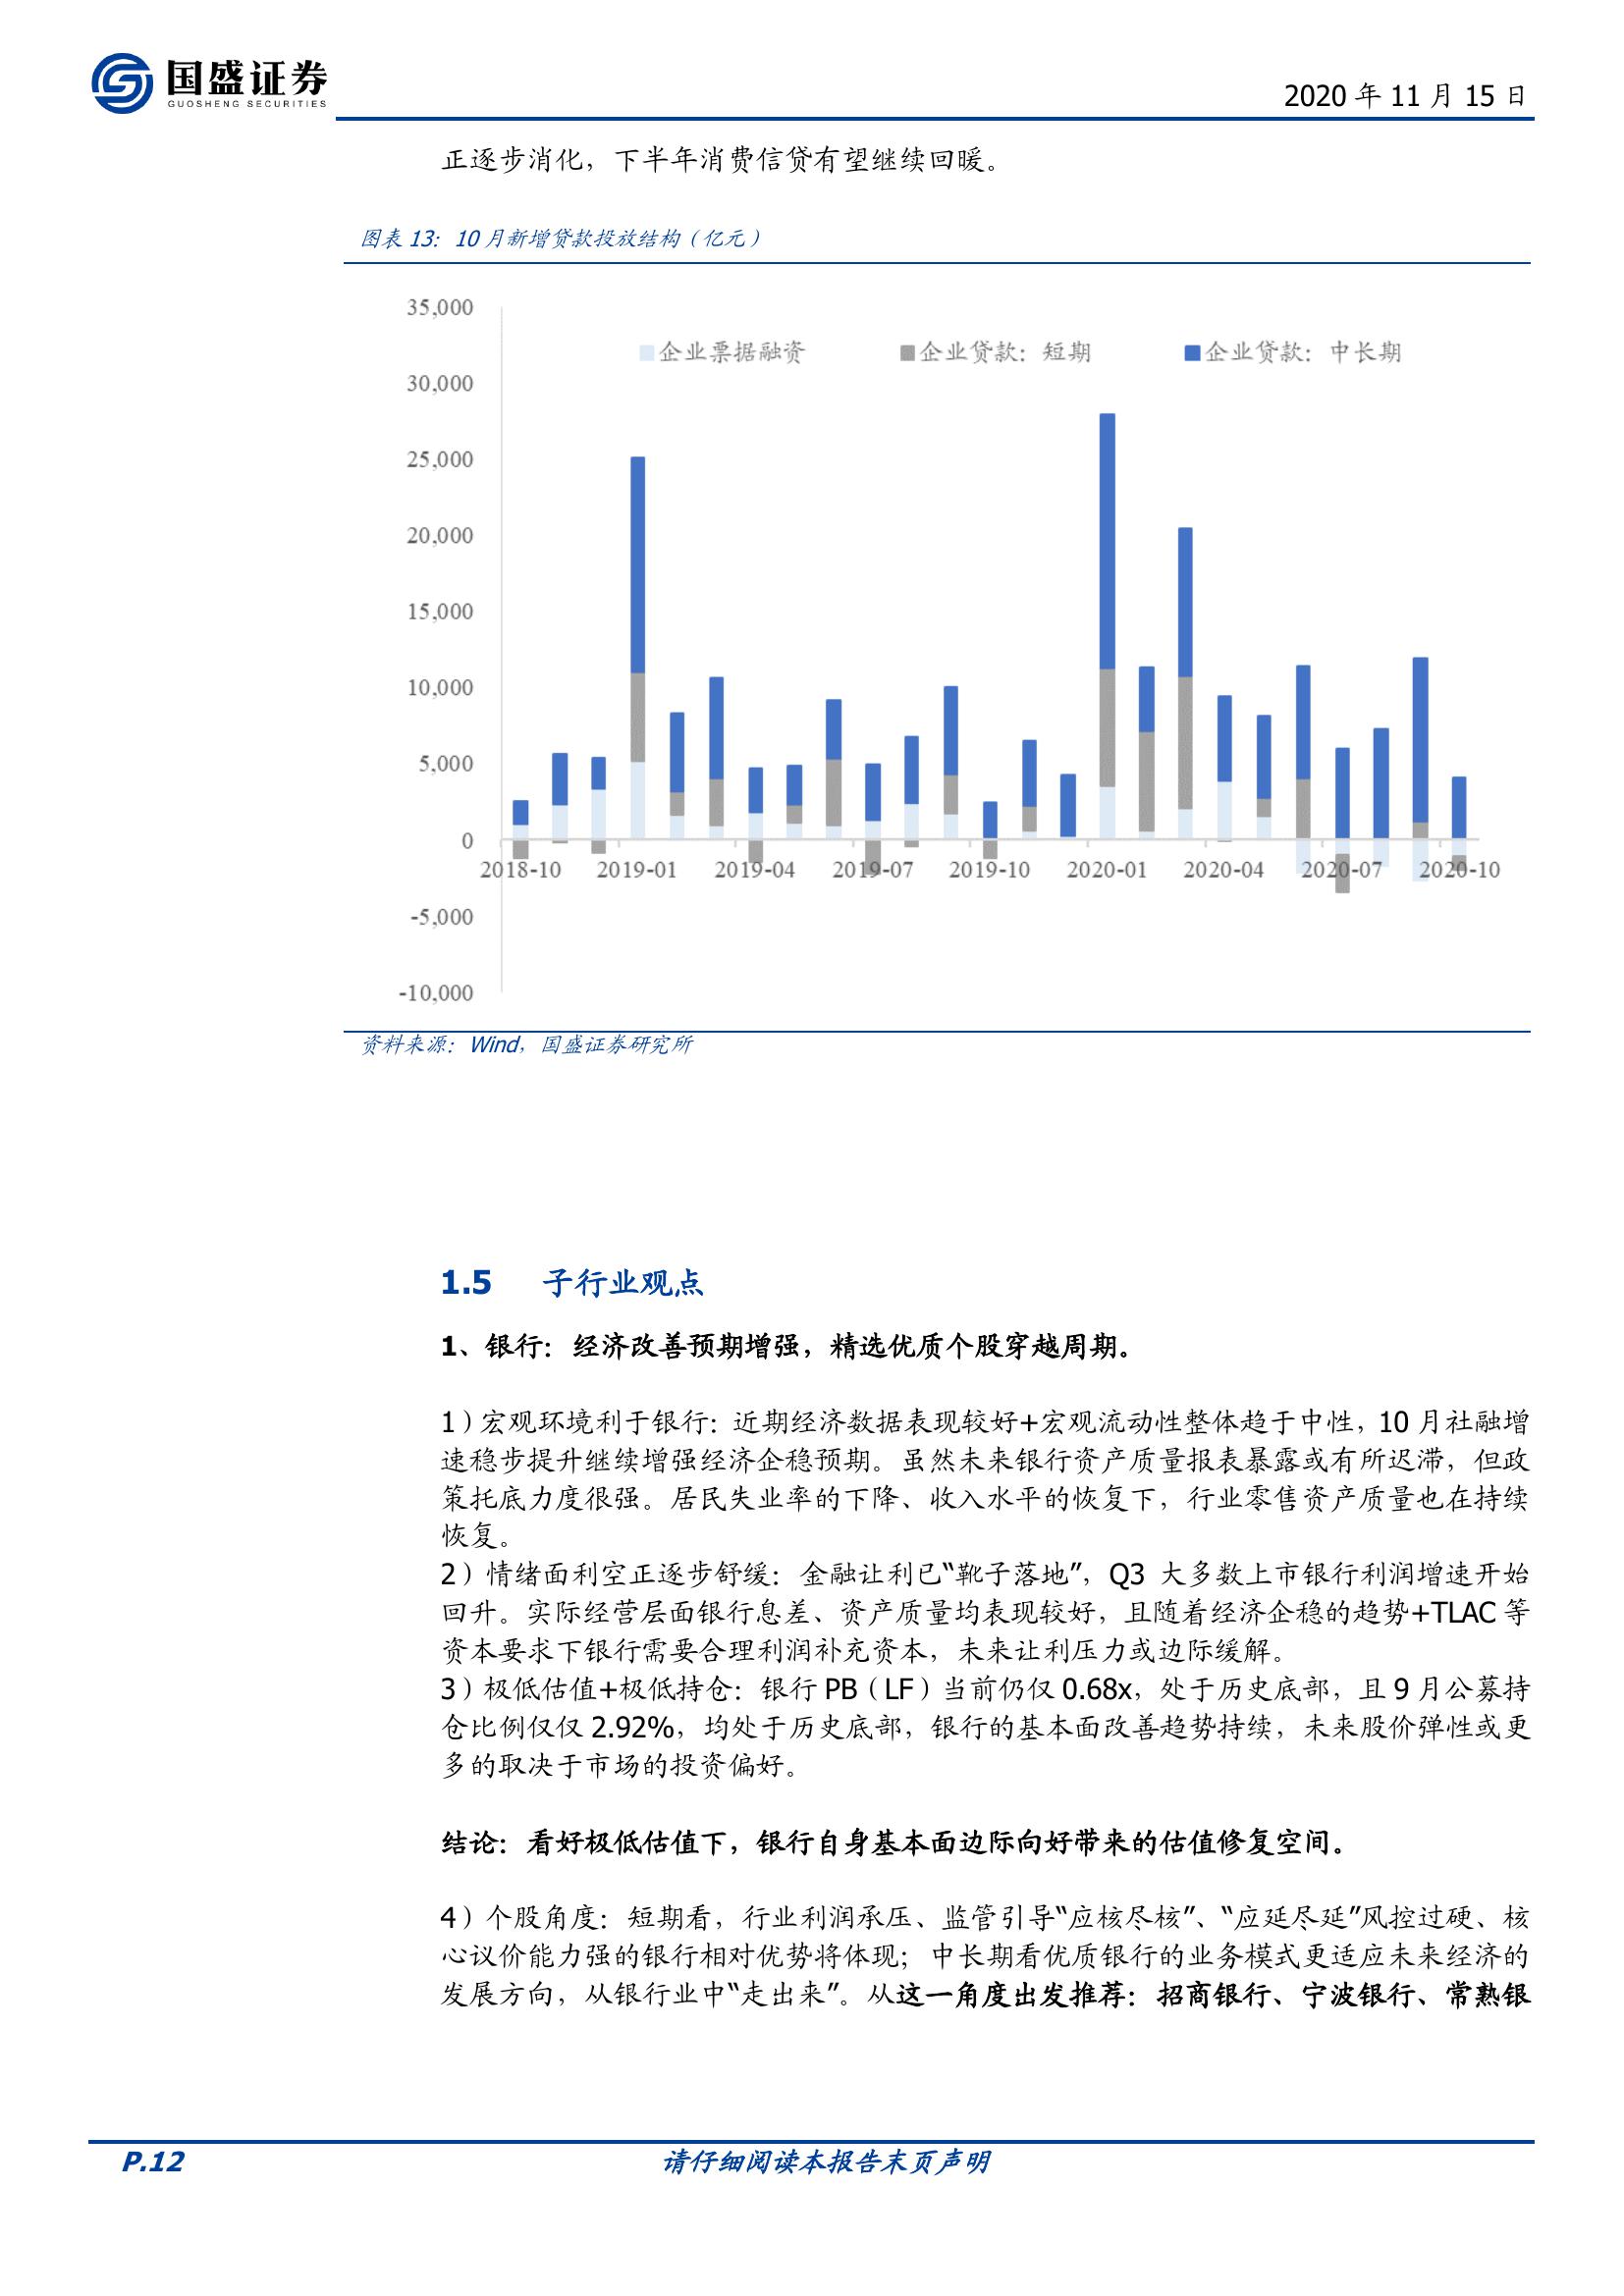 国盛证券
GUOSHENG SECURITIES
2020 年 11 月 15 日
正逐步消化，下半年消费信贷有望继续回暖。
图表 13：10 月新增贷款投放结构（亿元）
35,000
企业票据融资 企业贷款：短期 企业贷款：中长期
30,000
25,000
20,000
15,000
10,000
5,000
0
2018-10 2019-01 2019-04 2019-07 2019-10 2020-01 2020-04 2020-07 2020-10
-5,000
-10,000
资料来源：Wind，国盛证券研究所
1.5 子行业观点
1、银行：经济改善预期增强，精选优质个股穿越周期。
1）宏观环境利于银行：近期经济数据表现较好+宏观流动性整体趋于中性，10 月社融增
速稳步提升继续增强经济企稳预期。虽然未来银行资产质量报表暴露或有所迟滞，但政
策托底力度很强。居民失业率的下降、收入水平的恢复下，行业零售资产质量也在持续
恢复。
2）情绪面利空正逐步舒缓：金融让利已“靴子落地”，Q3 大多数上市银行利润增速开始
回升。实际经营层面银行息差、资产质量均表现较好，且随着经济企稳的趋势+TLAC 等
资本要求下银行需要合理利润补充资本，未来让利压力或边际缓解。
3）极低估值+极低持仓：银行 PB（LF）当前仍仅 0.68x，处于历史底部，且 9 月公募持
仓比例仅仅 2.92%，均处于历史底部，银行的基本面改善趋势持续，未来股价弹性或更
多的取决于市场的投资偏好。
结论：看好极低估值下，银行自身基本面边际向好带来的估值修复空间。
4）个股角度：短期看，行业利润承压、监管引导“应核尽核”、“应延尽延”风控过硬、核
心议价能力强的银行相对优势将体现；中长期看优质银行的业务模式更适应未来经济的
发展方向，从银行业中“走出来”。从这一角度出发推荐：招商银行、宁波银行、常熟银
P.12 请仔细阅读本报告末页声明